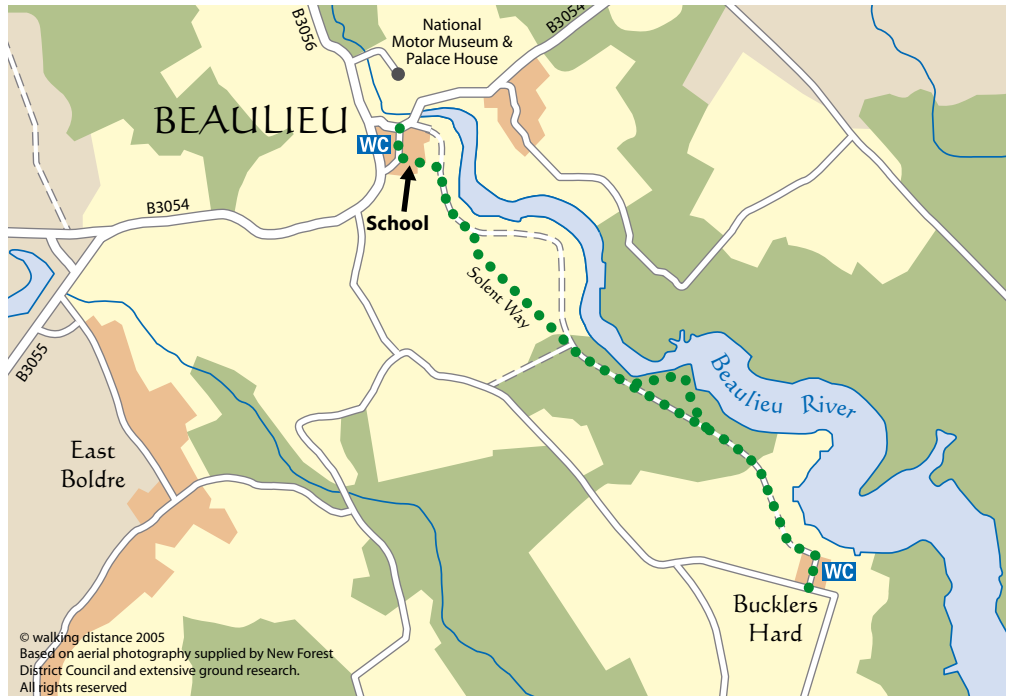 B3056
National
Motor Museum &
Palace House
B3054
BEAULIEU
WC
School
B3054
Solent Way
B3055
Beaulieu River
East
Boldre
WC
Bucklers
Hard
© walking distance 2005
Based on aerial photography supplied by New Forest
District Council and extensive ground research.
All rights reserved